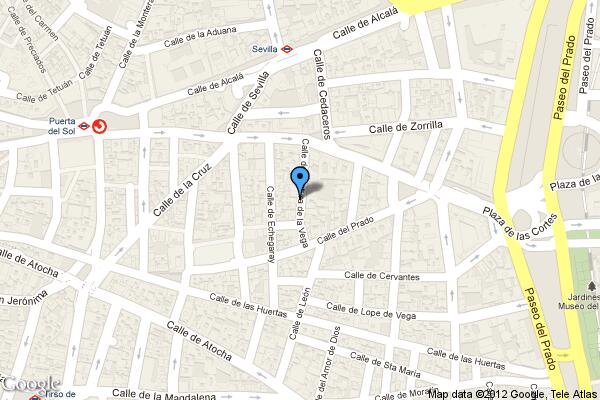 Calle de la Montera
del Carmen
Calle de Preciados
Calle de Tetuán
Calle de la Aduana
Calle de Alcalá
Paseo del Prado
Paseo del Prado
Sevilla
Calle de Tetuán
Calle de Alcalá
Calle de Sevilla
Calle de Cedaceros
Puerta
del Sol
Calle de Zorrilla
Calle de la Cruz
Calle de
de la Vega
Calle de Echegaray
Plaza de la
Plaza de las Cortes
Calle del Prado
Calle de Atocha
Calle de Cervantes
n Jerónima
Calle de las Huertas
Calle de León
Calle de Lope de Vega
Jardines
Museo del
Paseo del Prado
Calle de Atocha
del Amor de Dios
Calle de las Huertas
Calle de Sta Maria
Google
Tirso de
Calle de la Magdalena
Calle de Moratín
Map data ©2012 Google, Tele Atlas